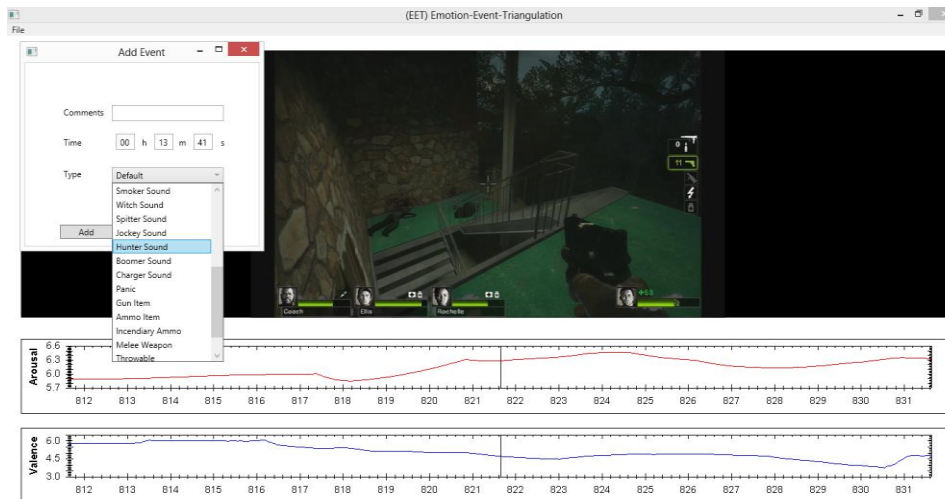 (EET) Emotion-Event-Triangulation
File
Add Event
Comments
Time 00 h 13 m 41 s
Type Default
Smoker Sound
Witch Sound
Spitter Sound
Jockey Sound
Add
Hunter Sound
Boomer Sound
Charger Sound
Panic
Gun Item
Ammo Item
Incendiary Ammo
Melee Weapon
Throwable
0
11
Coach
Ellis
Rochelle
+58
Arousal
6.6
6.3
6.0
5.7
812 813 814 815 816 817 818 819 820 821 822 823 824 825 826 827 828 829 830 831
Valence
6.0
4.5
3.0
812 813 814 815 816 817 818 819 820 821 822 823 824 825 826 827 828 829 830 831